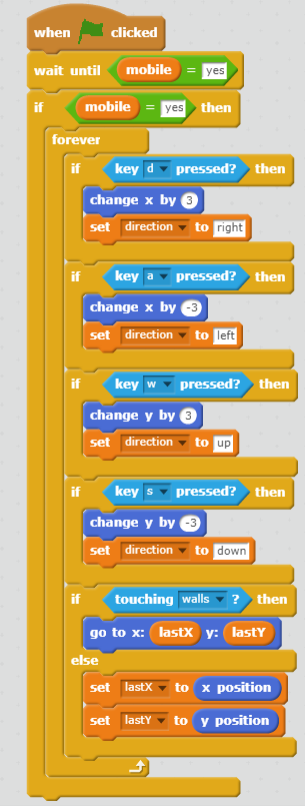 when clicked
wait until mobile = yes
if mobile = yes then
forever
if key d pressed? then
change x by 3
set direction to right
if key a pressed? then
change x by -3
set direction to left
if key w pressed? then
change y by 3
set direction to up
if key s pressed? then
change y by -3
set direction to down
if touching walls ? then
go to x: lastX y: lastY
else
set lastX to x position
set lastY to y position